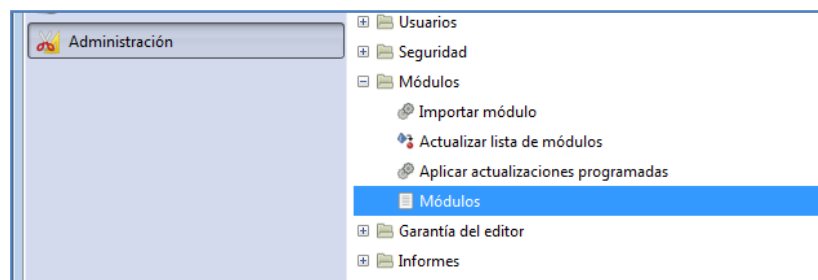 Administración
Usuarios
Seguridad
Módulos
Importar módulo
Actualizar lista de módulos
Aplicar actualizaciones programadas
Módulos
Garantía del editor
Informes